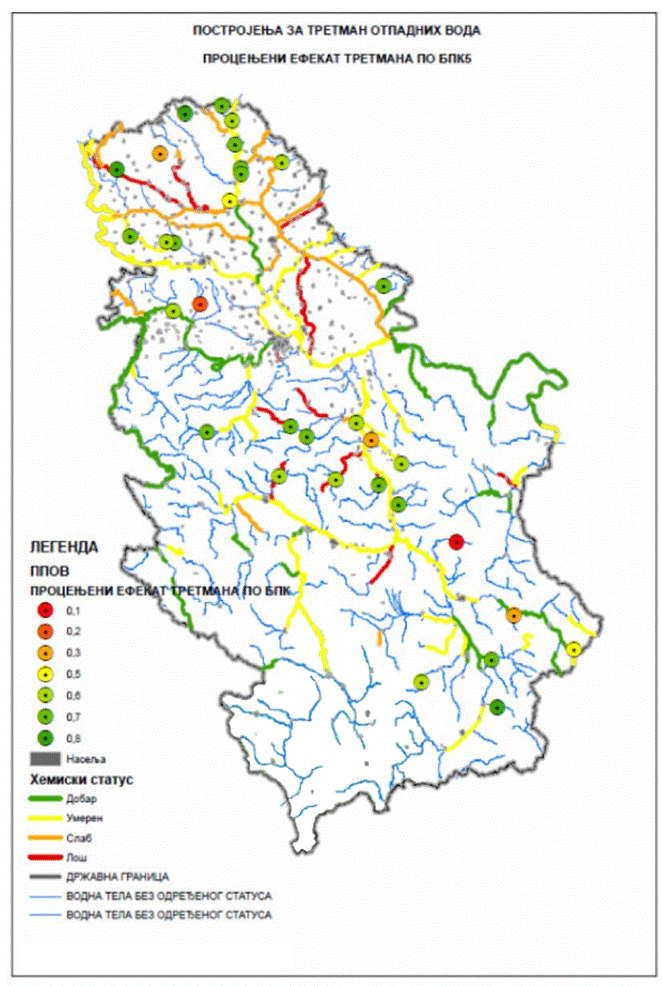 ПОСТРОЈЕЊА ЗА ТРЕТМАН ОТПАДНИХ ВОДА
ПРОЦЕЊЕНИ ЕФЕКАТ ТРЕТМАНА ПО БПК5
ЛЕГЕНДА
ППОВ
ПРОЦЕЊЕНИ ЕФЕКАТ ТРЕТМАНА ПО БПК
0,1
0,2
0,3
0,5
0,6
0,7
0,8
Насеља
Хемиски статус
Добар
Умерен
Слаб
Лош
ДРЖАВНА ГРАНИЦА
ВОДНА ТЕЛА БЕЗ ОДРЕЂЕНОГ СТАТУСА
ВОДНА ТЕЛА БЕЗ ОДРЕЂЕНОГ СТАТУСА